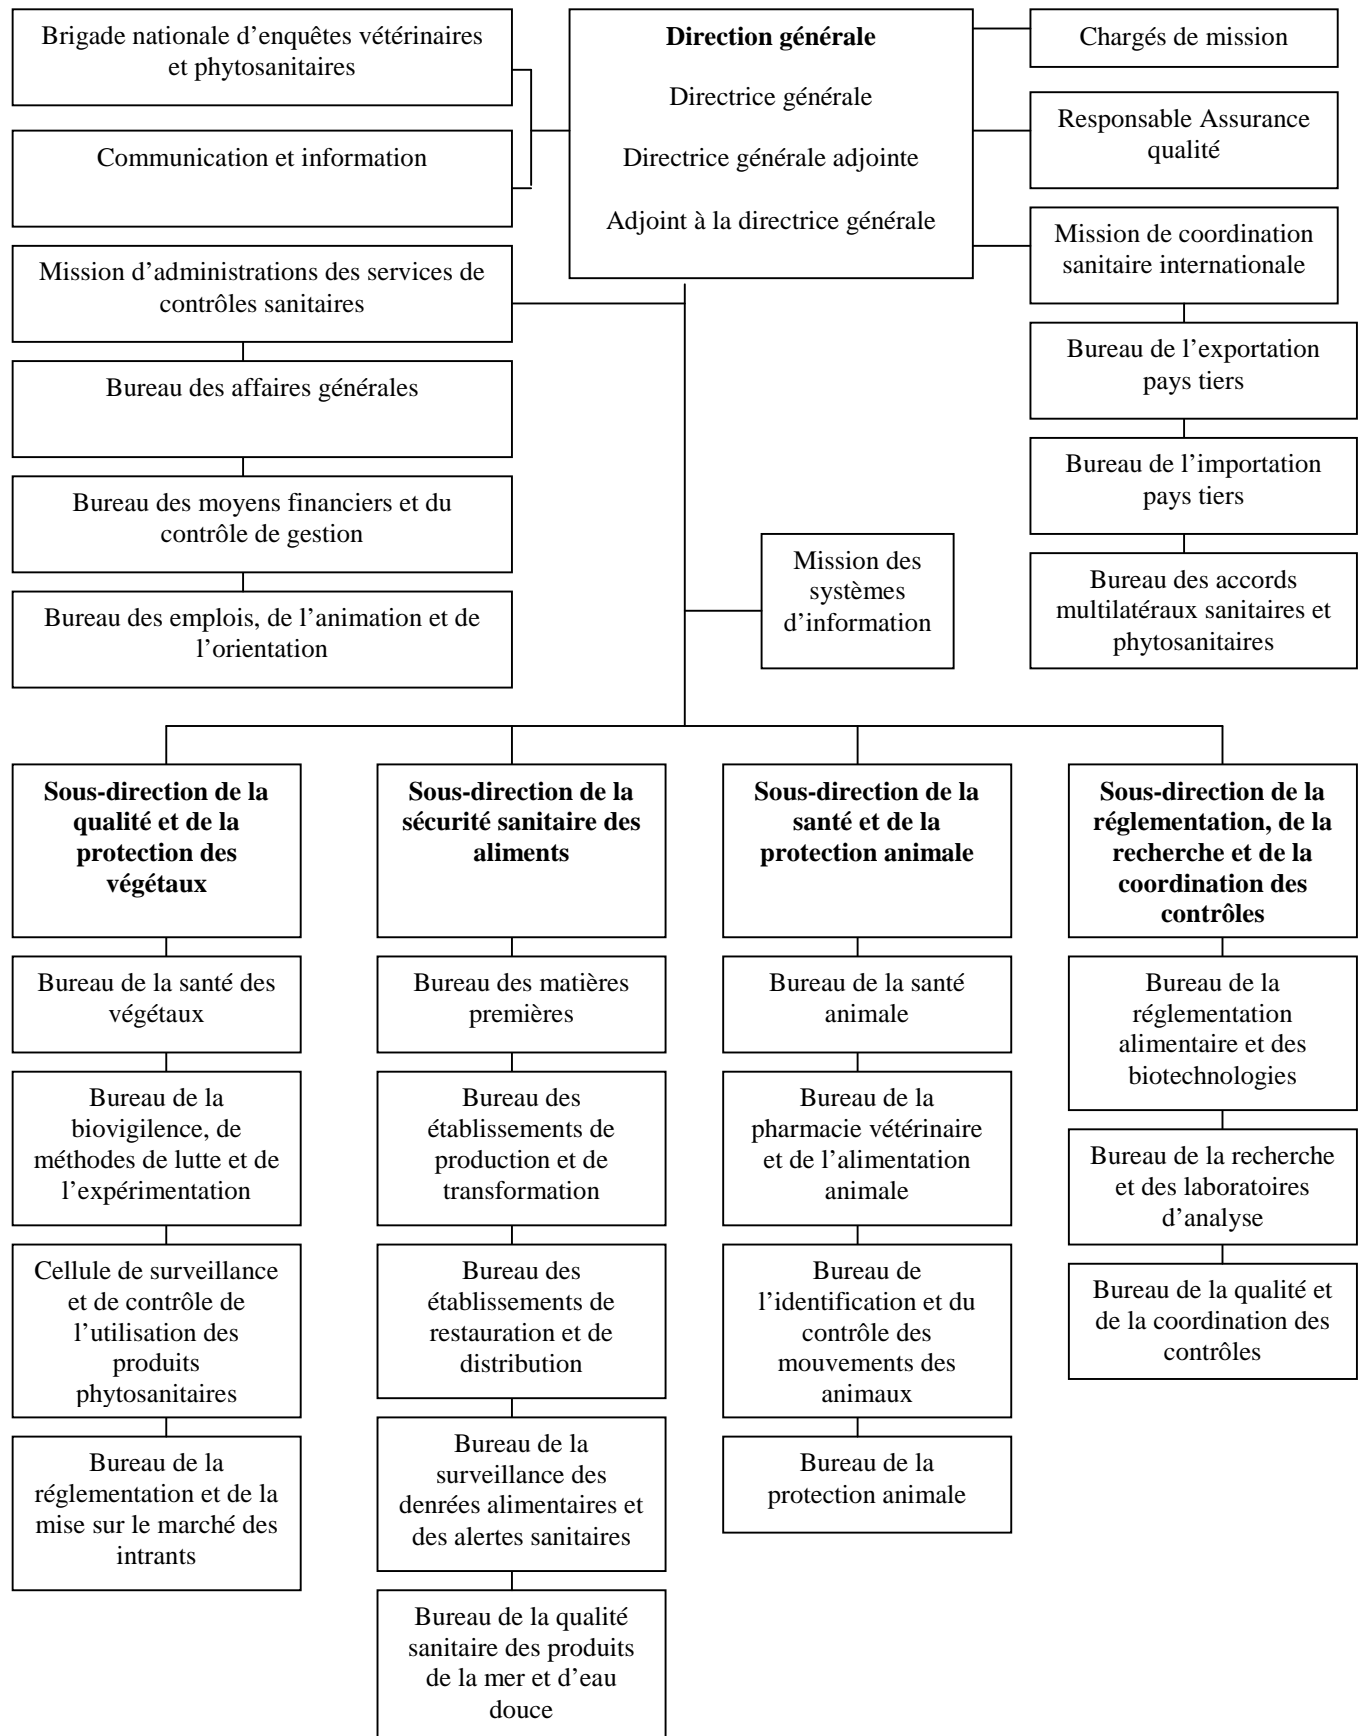 Brigade nationale d’enquêtes vétérinaires
et phytosanitaires
Communication et information
Mission d’administrations des services de
contrôles sanitaires
Bureau des affaires générales
Bureau des moyens financiers et du
contrôle de gestion
Bureau des emplois, de l’animation et de
l’orientation
Direction générale
Directrice générale
Directrice générale adjointe
Adjoint à la directrice générale
Chargés de mission
Responsable Assurance
qualité
Mission de coordination
sanitaire internationale
Bureau de l’exportation
pays tiers
Bureau de l’importation
pays tiers
Bureau des accords
multilatéraux sanitaires et
phytosanitaires
Mission des
systèmes
d’information
Sous-direction de la
qualité et de la
protection des
végétaux
Bureau de la santé des
végétaux
Bureau de la
biovigilence, de
méthodes de lutte et de
l’expérimentation
Cellule de surveillance
et de contrôle de
l’utilisation des
produits
phytosanitaires
Bureau de la
réglementation et de la
mise sur le marché des
intrants
Sous-direction de la
sécurité sanitaire des
aliments
Bureau des matières
premières
Bureau des
établissements de
production et de
transformation
Bureau des
établissements de
restauration et de
distribution
Bureau de la
surveillance des
denrées alimentaires et
des alertes sanitaires
Bureau de la qualité
sanitaire des produits
de la mer et d’eau
douce
Sous-direction de la
santé et de la
protection animale
Bureau de la santé
animale
Bureau de la
pharmacie vétérinaire
et de l’alimentation
animale
Bureau de
l’identification et du
contrôle des
mouvements des
animaux
Bureau de la
protection animale
Sous-direction de la
réglementation, de la
recherche et de la
coordination des
contrôles
Bureau de la
réglementation
alimentaire et des
biotechnologies
Bureau de la recherche
et des laboratoires
d’analyse
Bureau de la qualité et
de la coordination des
contrôles